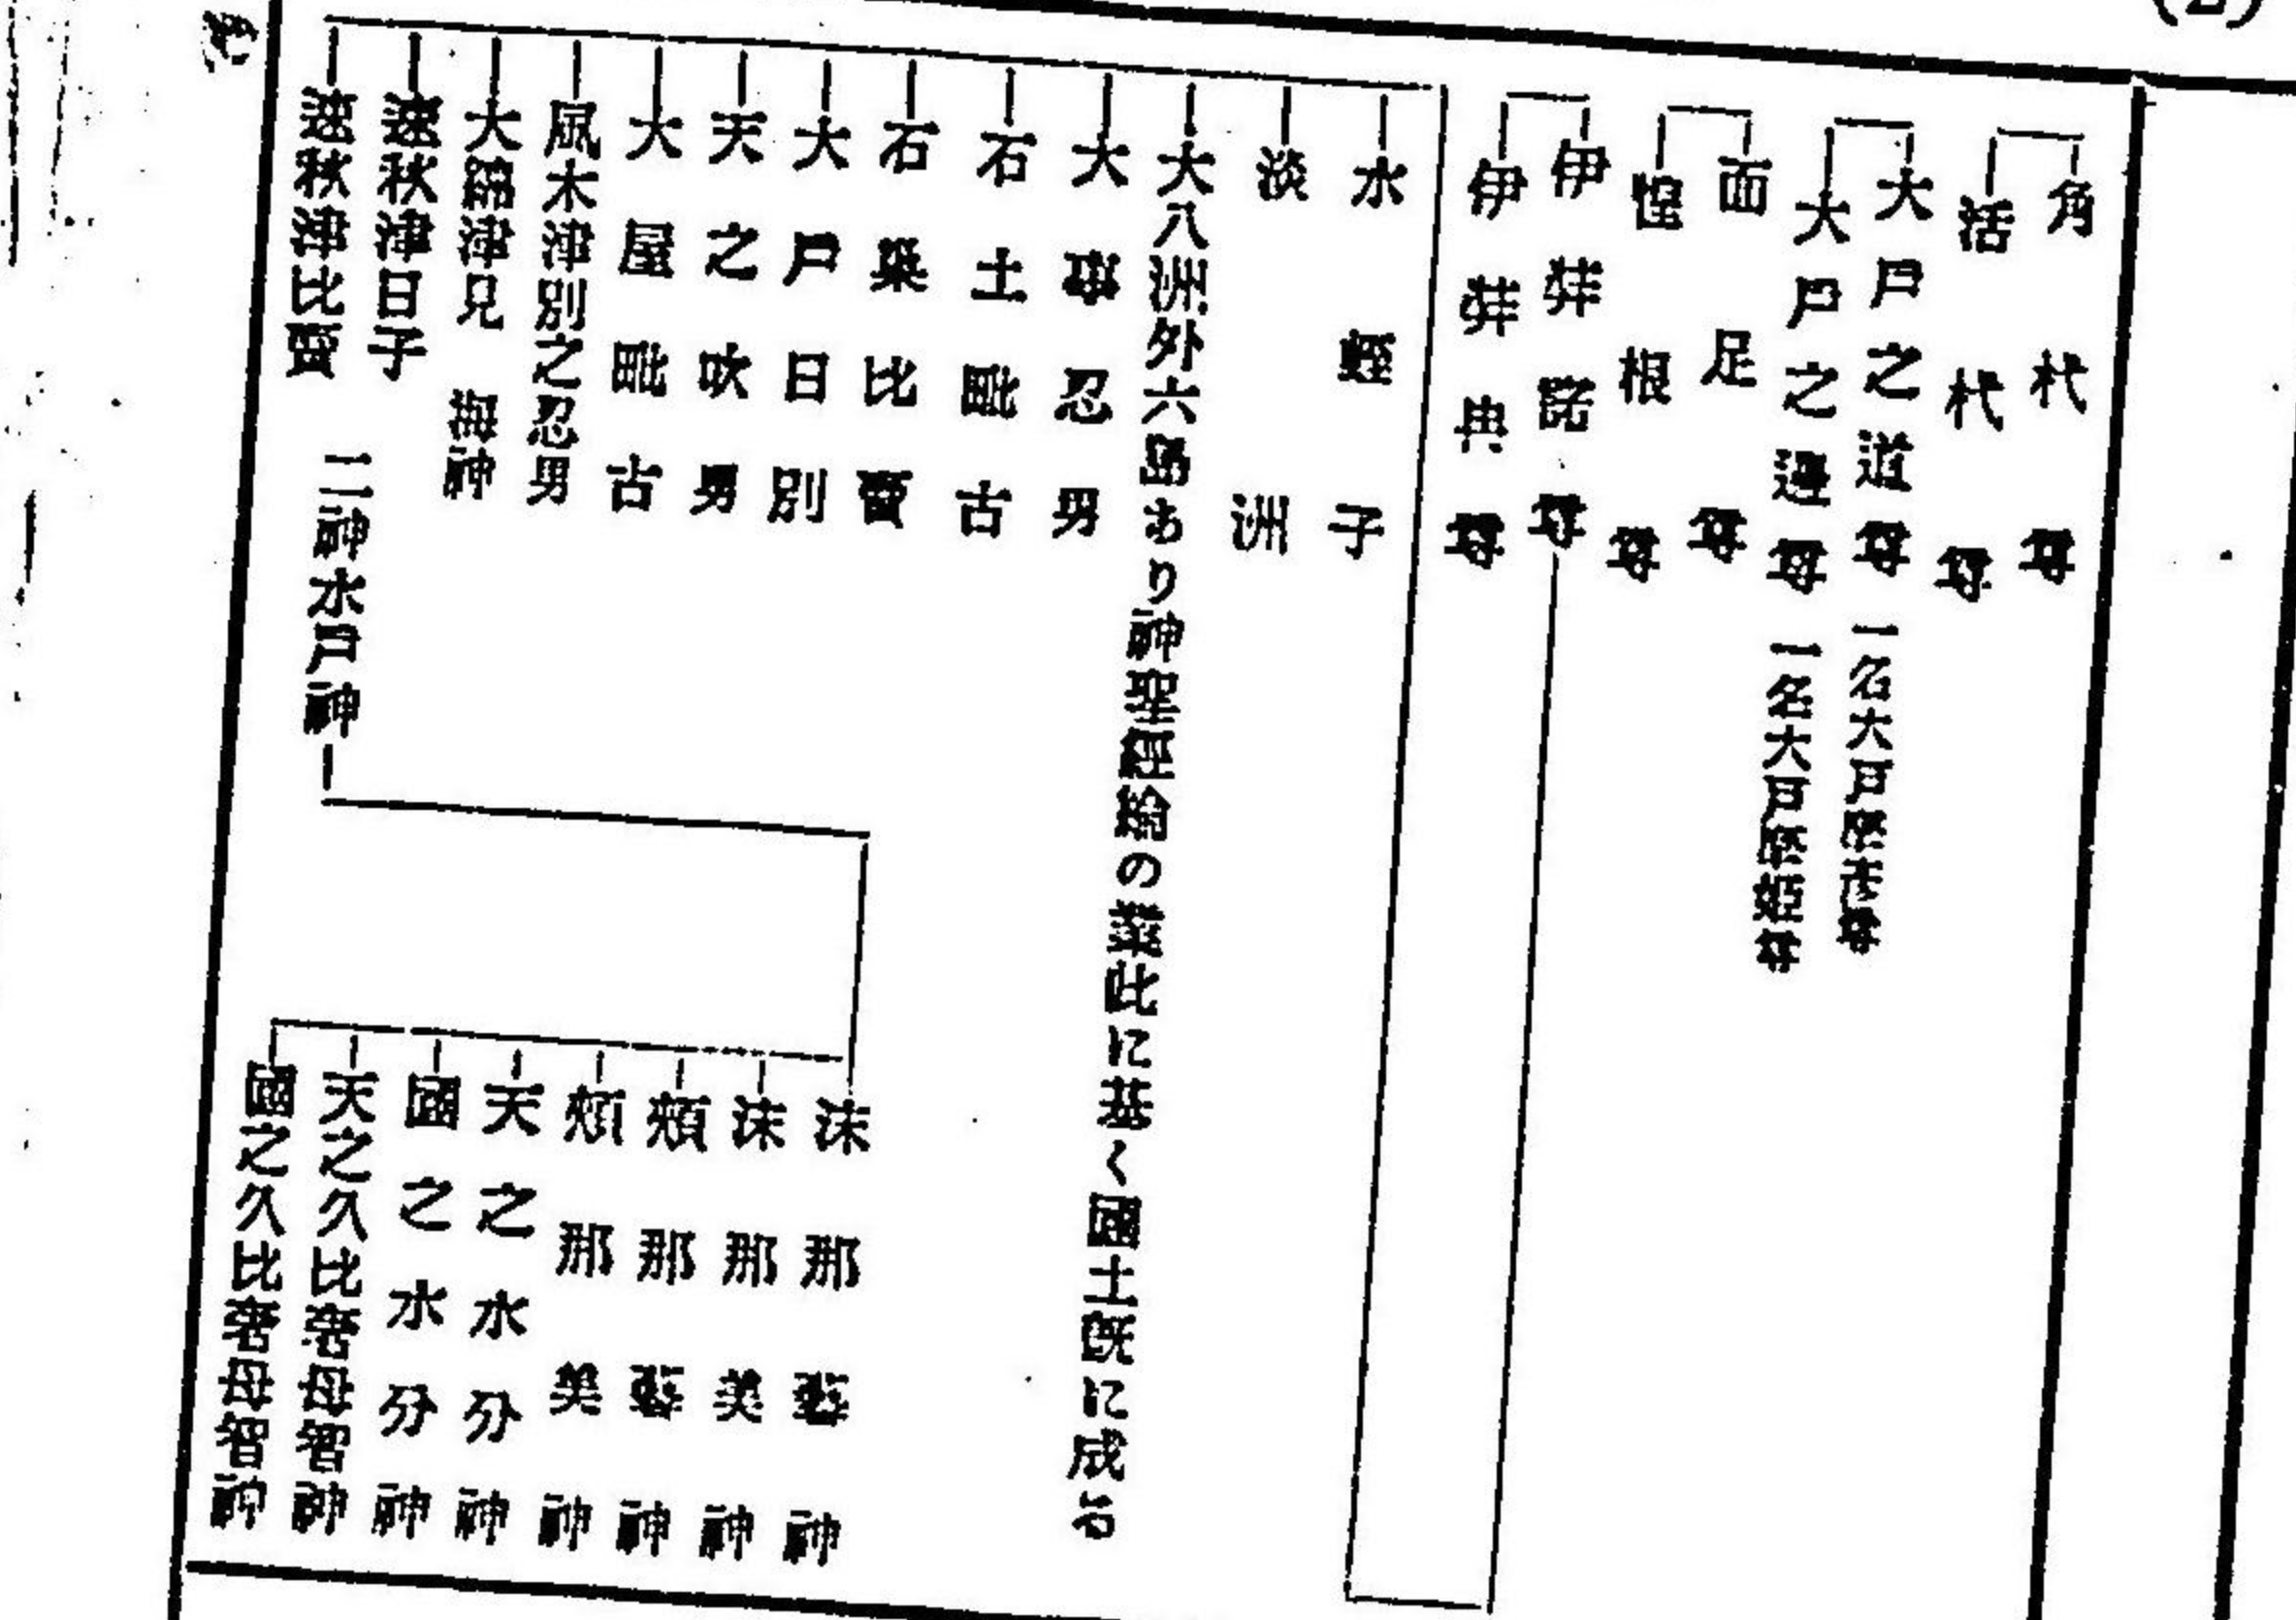 (2)
角杙尊
活杙尊
大戸之道尊 一名大戸摩彦尊
大戸之邊尊 一名大戸摩姫尊
面足尊
惶根尊
伊弉諾尊
伊弉冉尊
水蛭子
淡洲
大八洲外六島あり神聖經綸の業此に基く國土既に成る
大事忍男
石土毗古
石巢比賣
大戸日別
天之吹男
大屋毗古
風木津別之忍男
大綿津見 海神
速秋津日子
速秋津比賣
二神水戸神
沫那藝神
沫那美神
頰那藝神
頰那美神
天之水分神
國之水分神
天之久比奢母智神
國之久比奢母智神